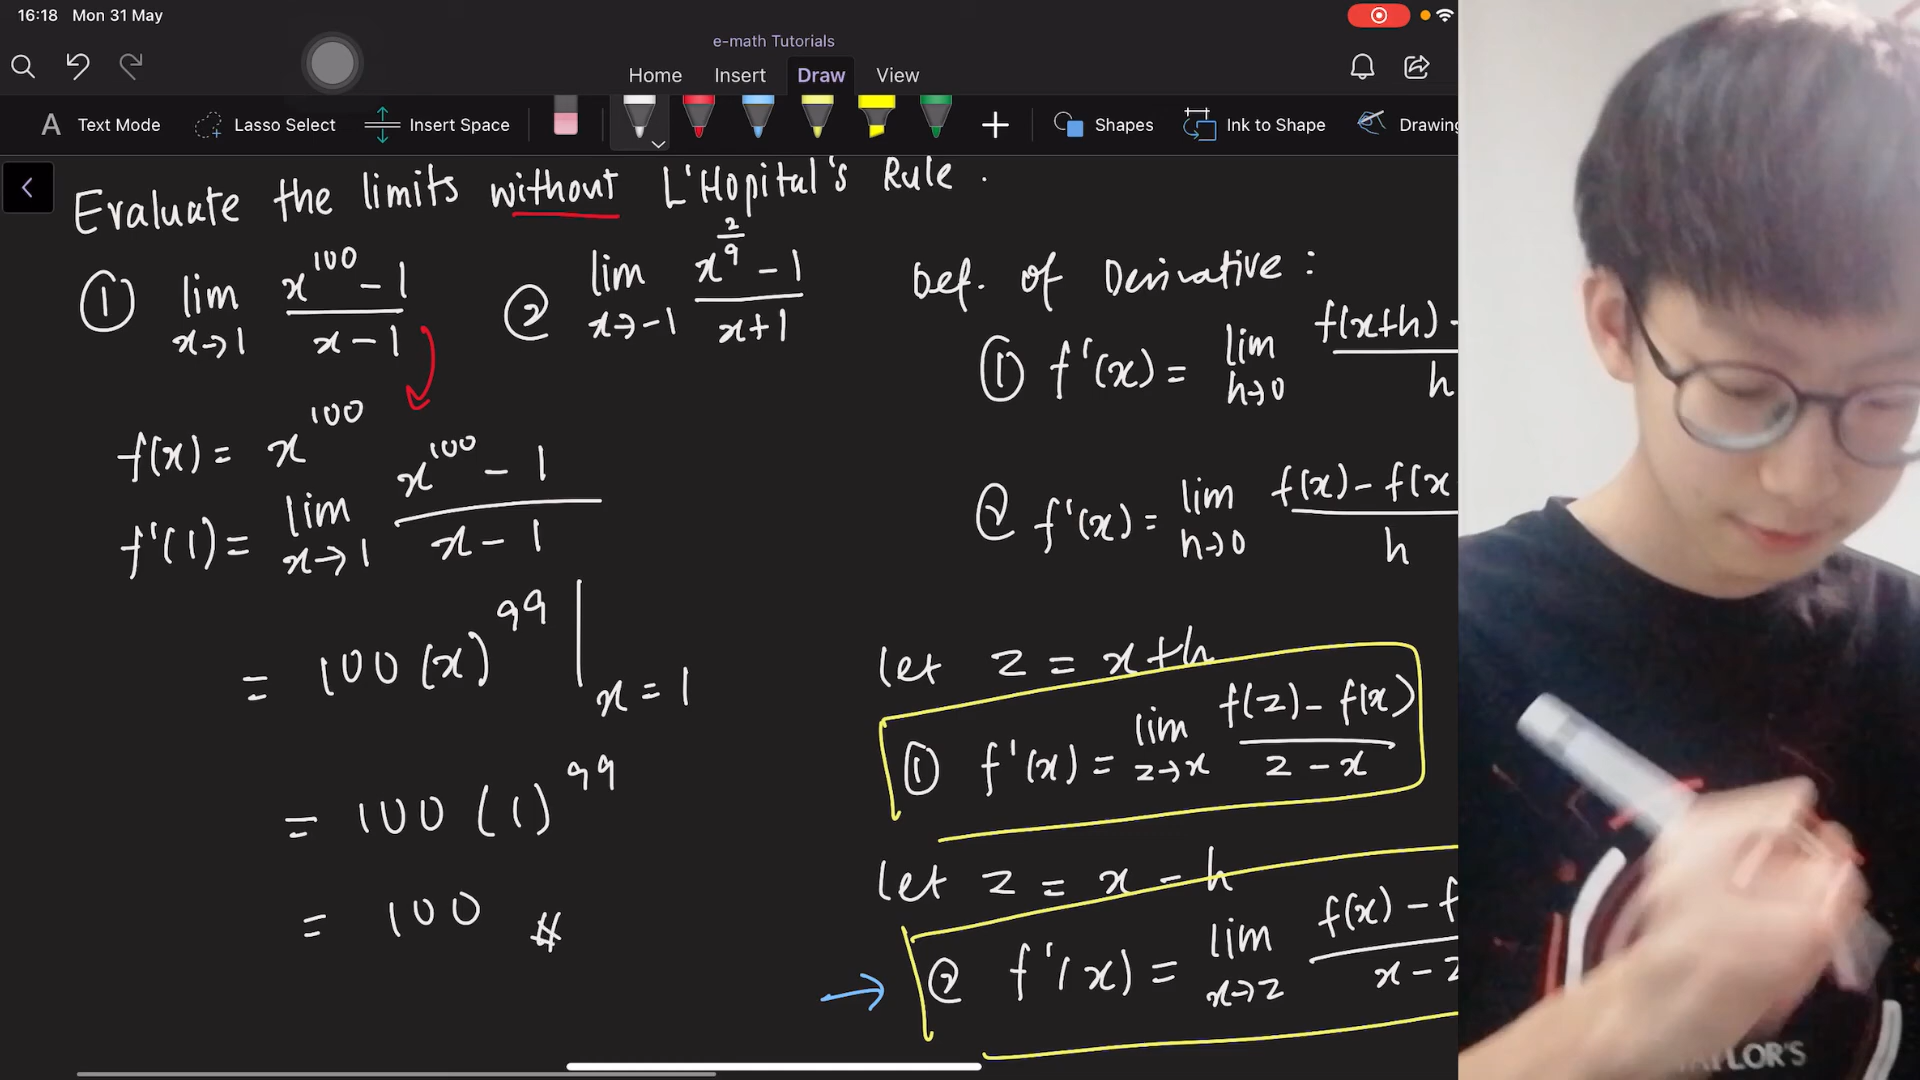 16:18 Mon 31 May
e-math Tutorials
Home Insert Draw View
A Text Mode Lasso Select Insert Space Shapes Ink to Shape Drawing
Evaluate the limits without L'Hopital's Rule.
① lim x→1 (x^100 - 1)/(x - 1)
② lim x→-1 (x^(2/9) - 1)/(x+1)
f(x) = x^100
f'(1) = lim x→1 (x^100 - 1)/(x - 1)
= 100(x)^99 | x=1
= 100(1)^99
= 100 #
Def. of Derivative:
① f'(x) = lim h→0 f(x+h) - / h
② f'(x) = lim h→0 f(x) - f(x / h
let z = x+h
① f'(x) = lim z→x (f(z) - f(x))/(z - x)
let z = x - h
② f'(x) = lim x→z f(x) - f / x - z
TAYLOR'S